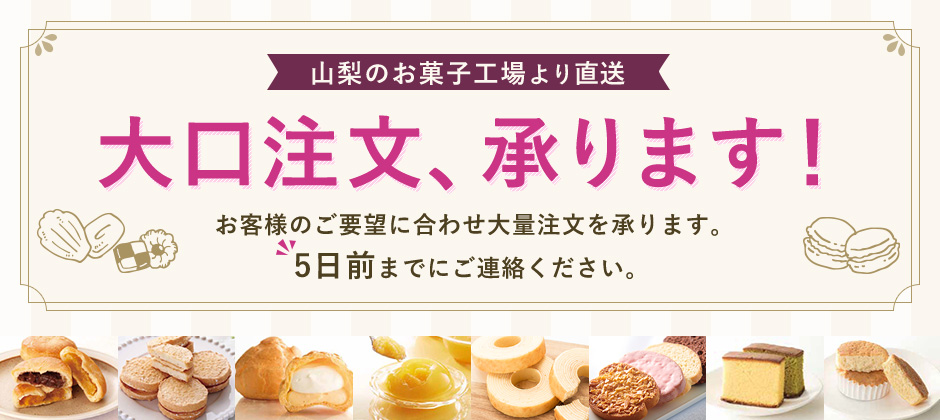 山梨のお菓子工場より直送
大口注文、承ります！
お客様のご要望に合わせ大量注文を承ります。
5日前までにご連絡ください。